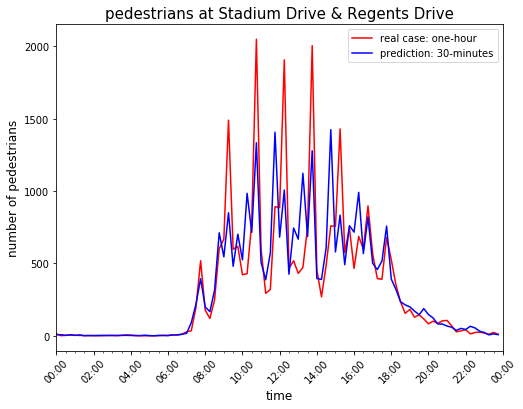 pedestrians at Stadium Drive & Regents Drive
real case: one-hour
prediction: 30-minutes
number of pedestrians
2000
1500
1000
500
0
00:00 02:00 04:00 06:00 08:00 10:00 12:00 14:00 16:00 18:00 20:00 22:00 00:00
time